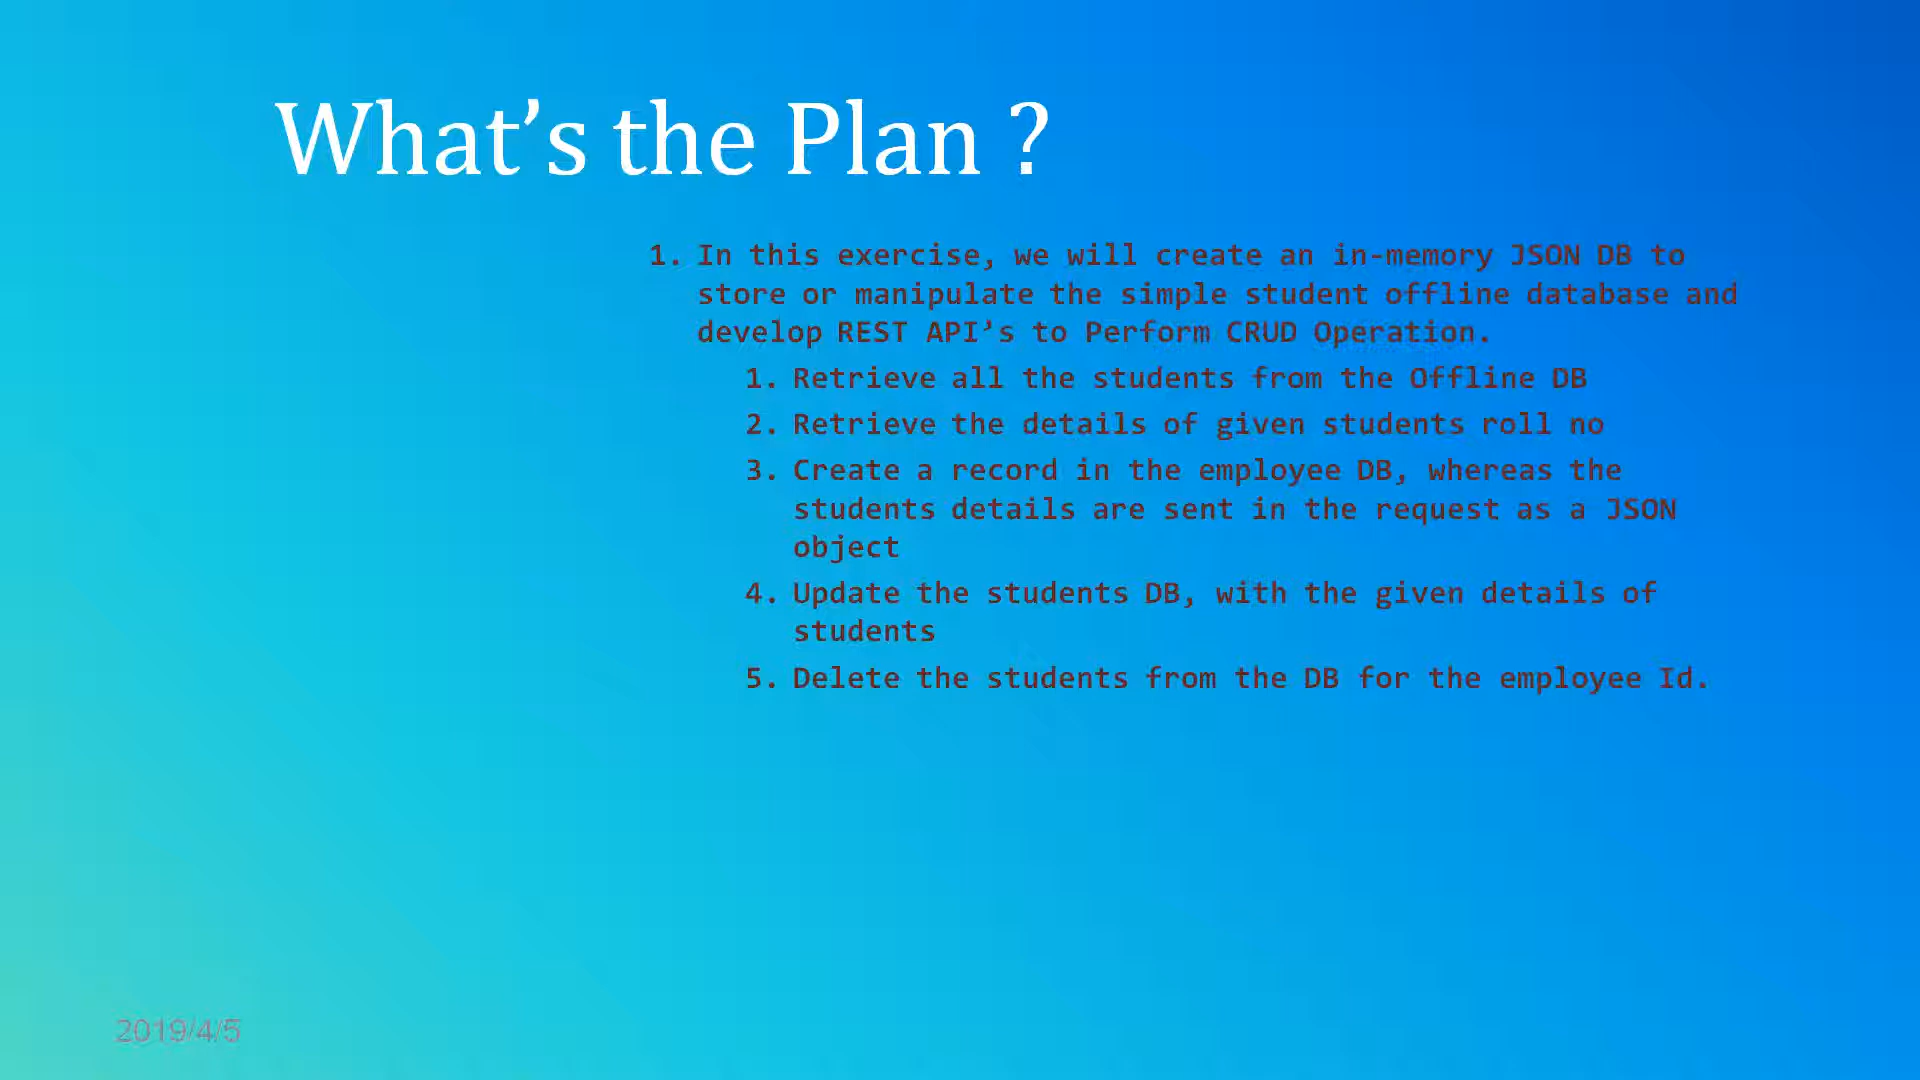 What’s the Plan ?
1. In this exercise, we will create an in-memory JSON DB to
store or manipulate the simple student offline database and
develop REST API’s to Perform CRUD Operation.
1. Retrieve all the students from the Offline DB
2. Retrieve the details of given students roll no
3. Create a record in the employee DB, whereas the
students details are sent in the request as a JSON
object
4. Update the students DB, with the given details of
students
5. Delete the students from the DB for the employee Id.
2019/4/5